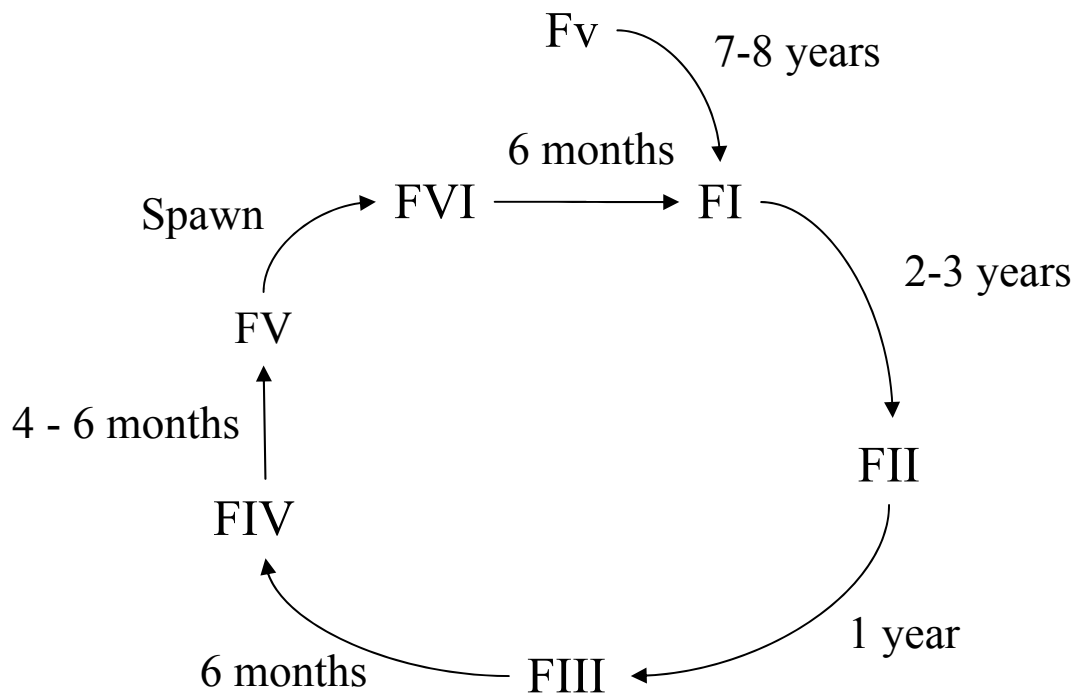 Fv
7-8 years
6 months
Spawn
FVI
FI
2-3 years
FV
4 - 6 months
FII
FIV
1 year
6 months
FIII